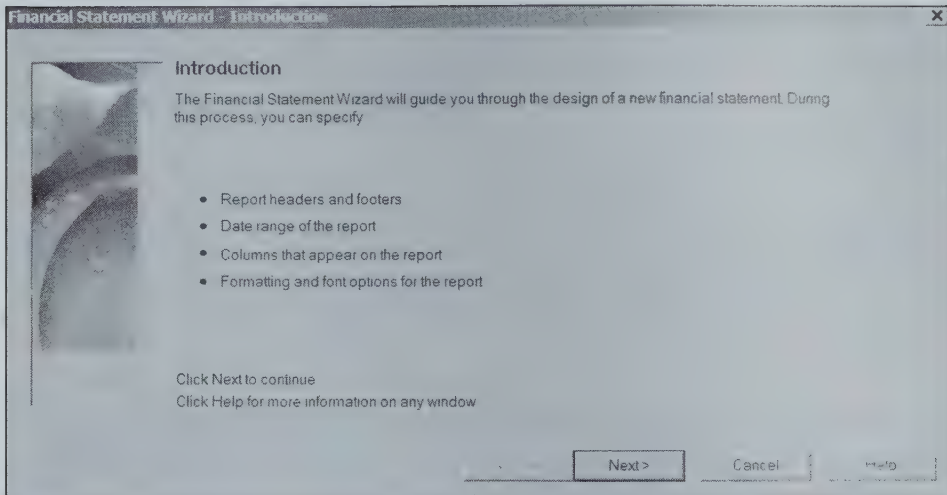 Financial Statement Wizard - Introduction
Introduction
The Financial Statement Wizard will guide you through the design of a new financial statement. During
this process, you can specify
• Report headers and footers
• Date range of the report
• Columns that appear on the report
• Formatting and font options for the report
Click Next to continue
Click Help for more information on any window
Next >
Cancel
Help